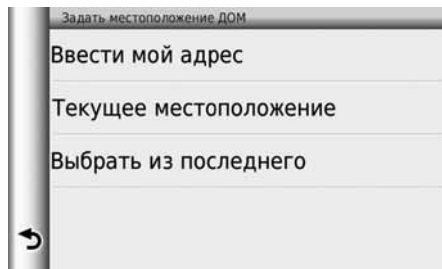 Задать местоположение ДОМ
Ввести мой адрес
Текущее местоположение
Выбрать из последнего